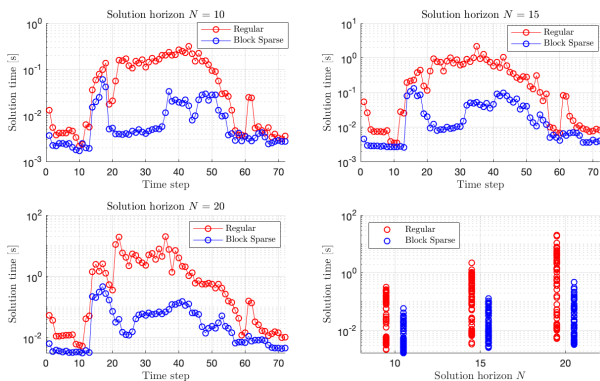 Solution horizon N = 10
Regular
Block Sparse
Solution time [s]
10^0
10^-1
10^-2
10^-3
0 10 20 30 40 50 60 70
Time step
Solution horizon N = 15
Regular
Block Sparse
Solution time [s]
10^1
10^0
10^-1
10^-2
10^-3
0 10 20 30 40 50 60 70
Time step
Solution horizon N = 20
Regular
Block Sparse
Solution time [s]
10^2
10^0
10^-2
0 10 20 30 40 50 60 70
Time step
Regular
Block Sparse
Solution time [s]
10^2
10^0
10^-2
10 15 20
Solution horizon N